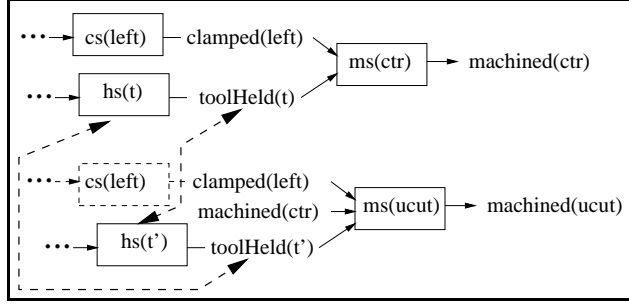 ••• cs(left) clamped(left)
ms(ctr) machined(ctr)
••• hs(t) toolHeld(t)
••• cs(left) clamped(left)
machined(ctr) ms(ucut) machined(ucut)
••• hs(t’) toolHeld(t’)